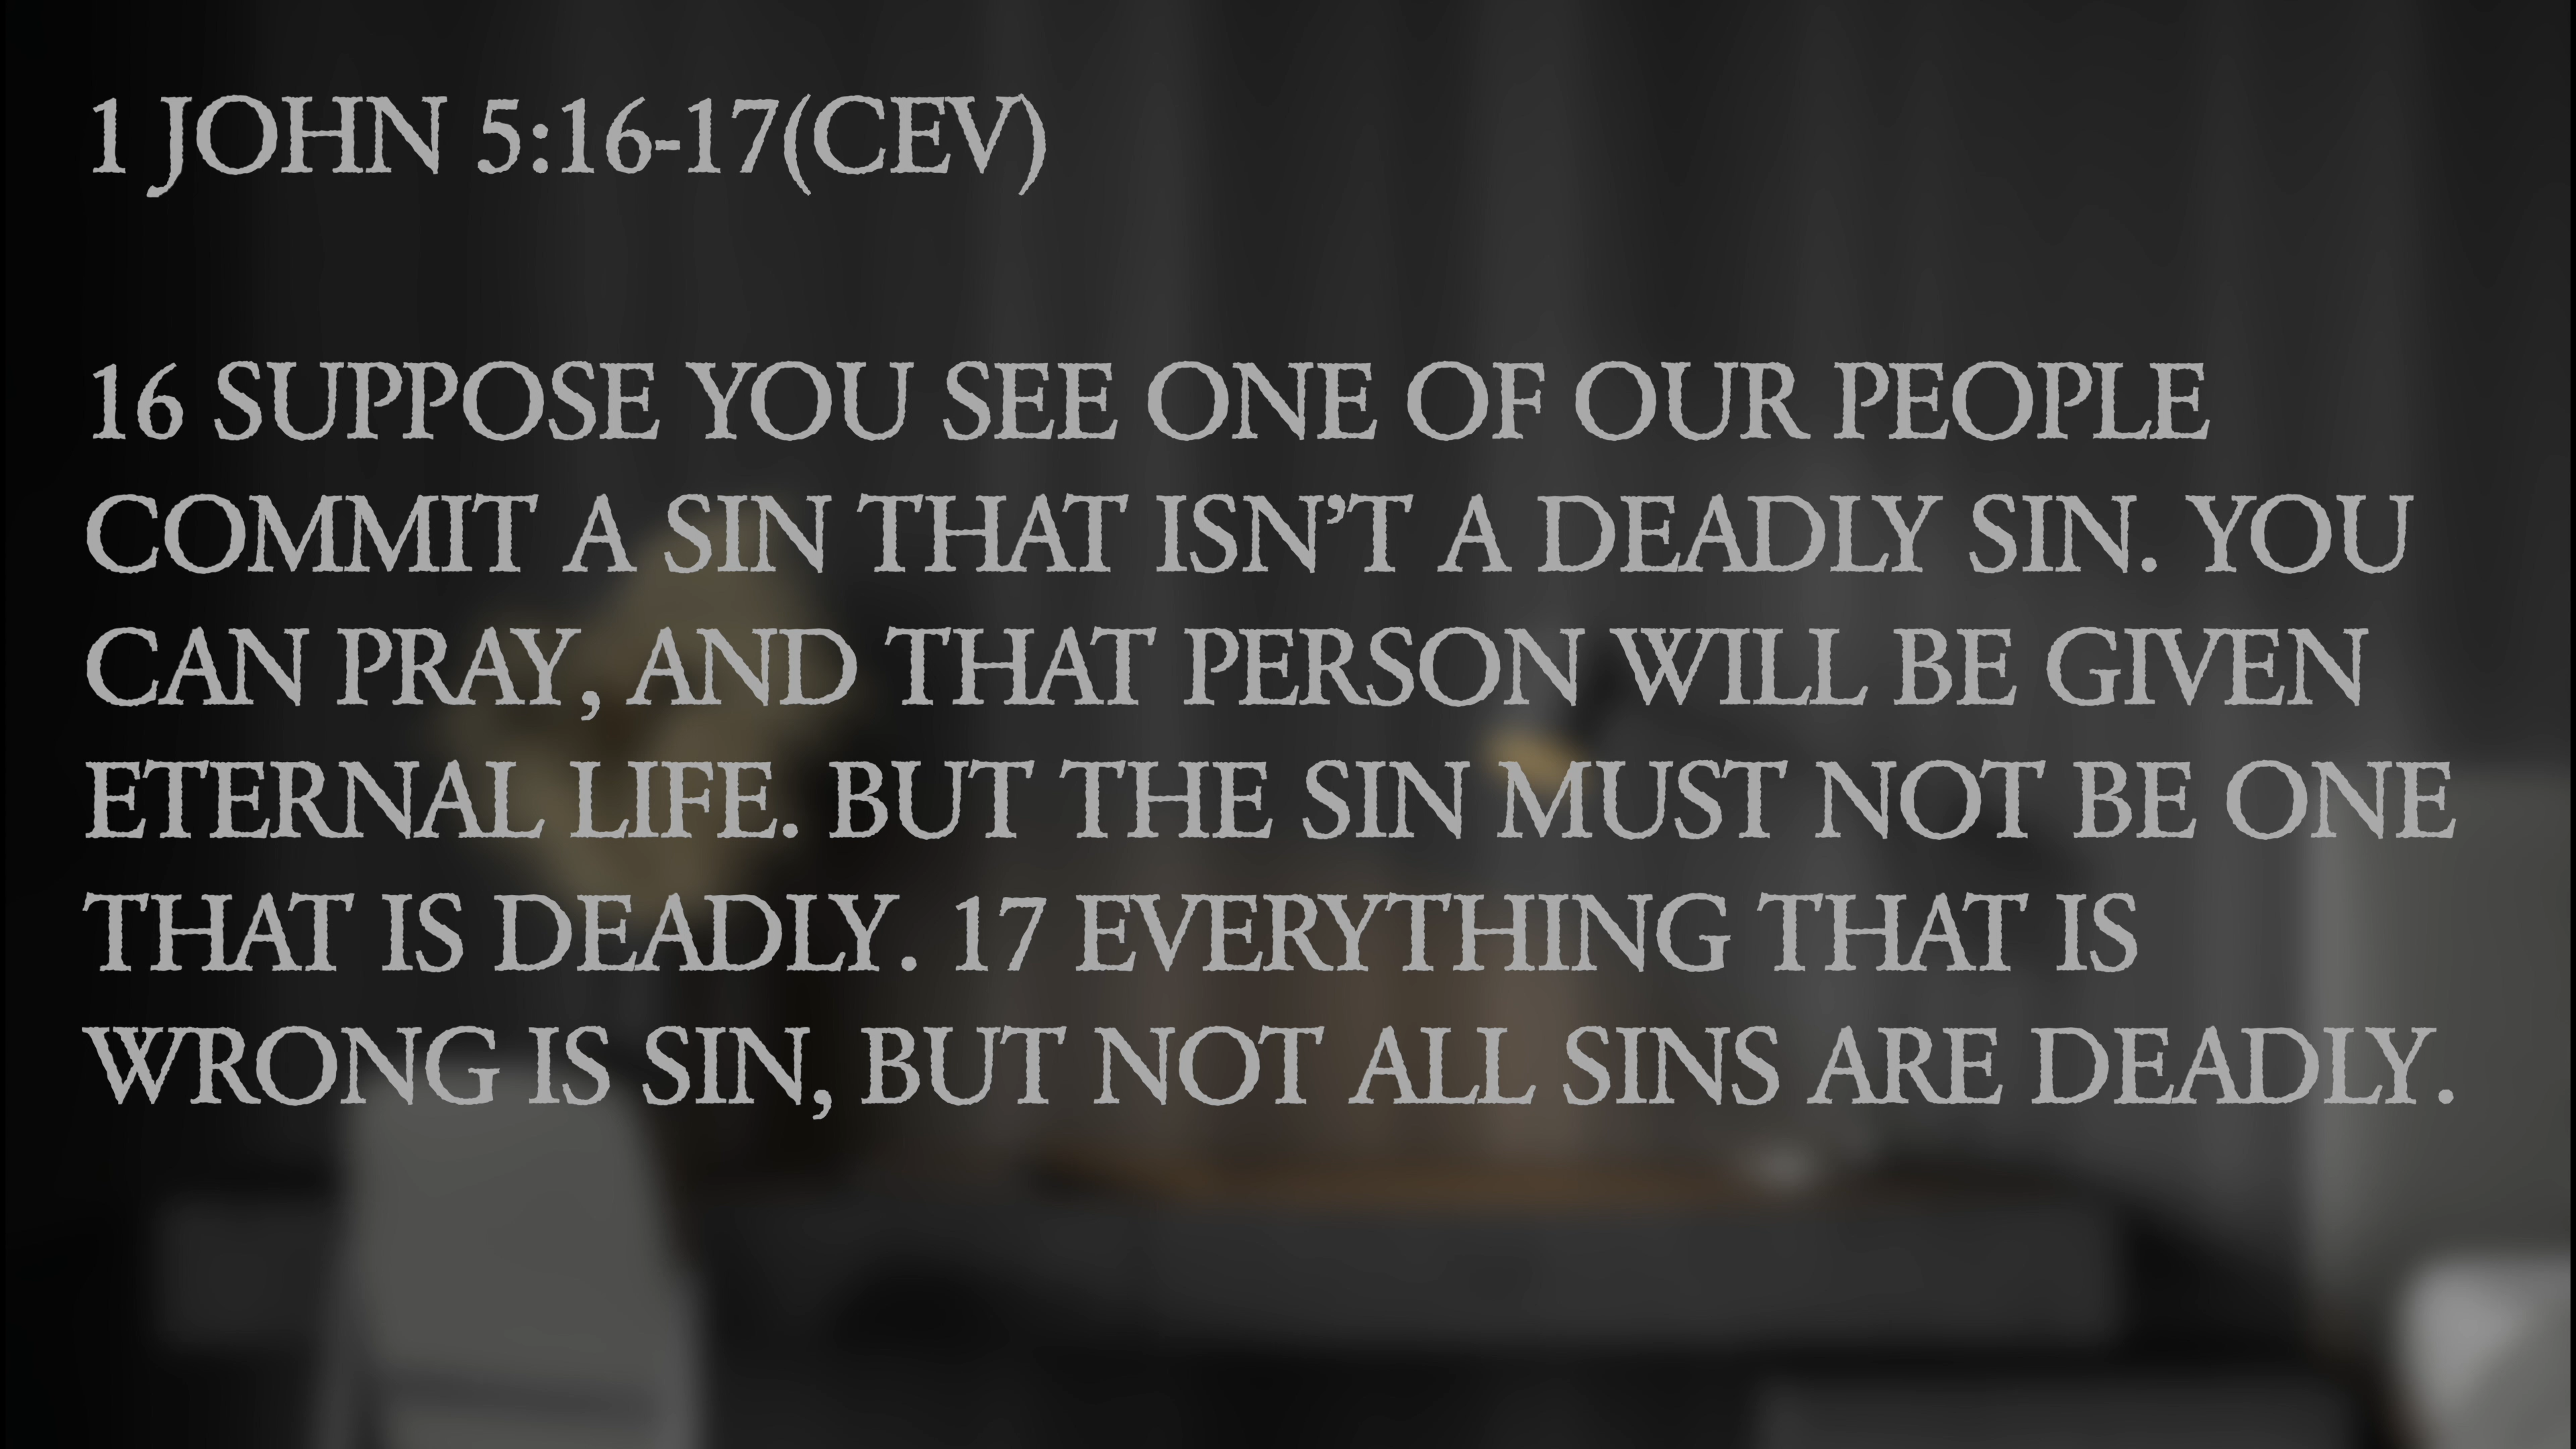 1 JOHN 5:16-17(CEV)
16 SUPPOSE YOU SEE ONE OF OUR PEOPLE
COMMIT A SIN THAT ISN’T A DEADLY SIN. YOU
CAN PRAY, AND THAT PERSON WILL BE GIVEN
ETERNAL LIFE. BUT THE SIN MUST NOT BE ONE
THAT IS DEADLY. 17 EVERYTHING THAT IS
WRONG IS SIN, BUT NOT ALL SINS ARE DEADLY.